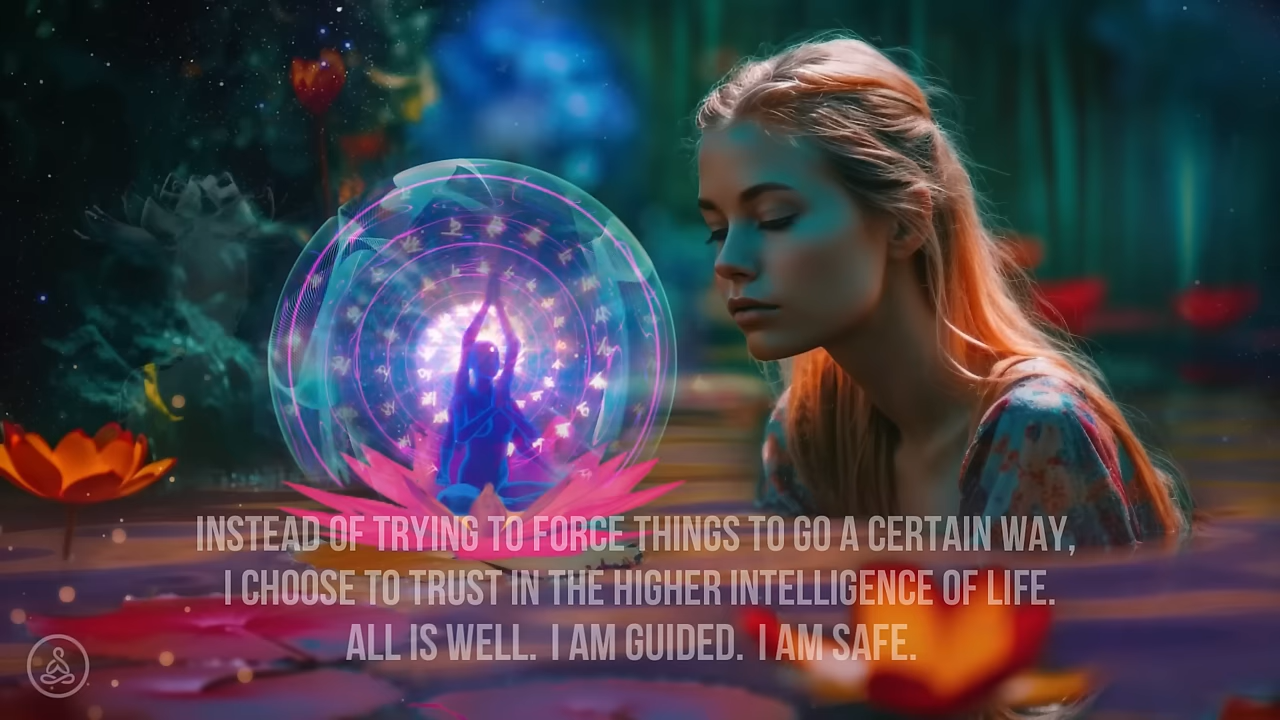 INSTEAD OF TRYING TO FORCE THINGS TO GO A CERTAIN WAY,
I CHOOSE TO TRUST IN THE HIGHER INTELLIGENCE OF LIFE.
ALL IS WELL. I AM GUIDED. I AM SAFE.